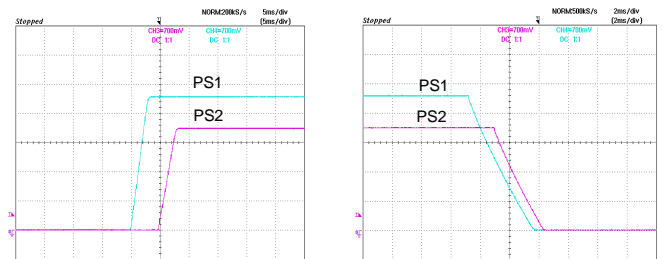 Stopped
NORM:200kS/s
5ms/div
(5ms/div)
CH3=700mV
DC 1:1
CH4=700mV
DC 1:1
PS1
PS2
Stopped
NORM:500kS/s
2ms/div
(2ms/div)
CH3=700mV
DC 1:1
CH4=700mV
DC 1:1
PS1
PS2